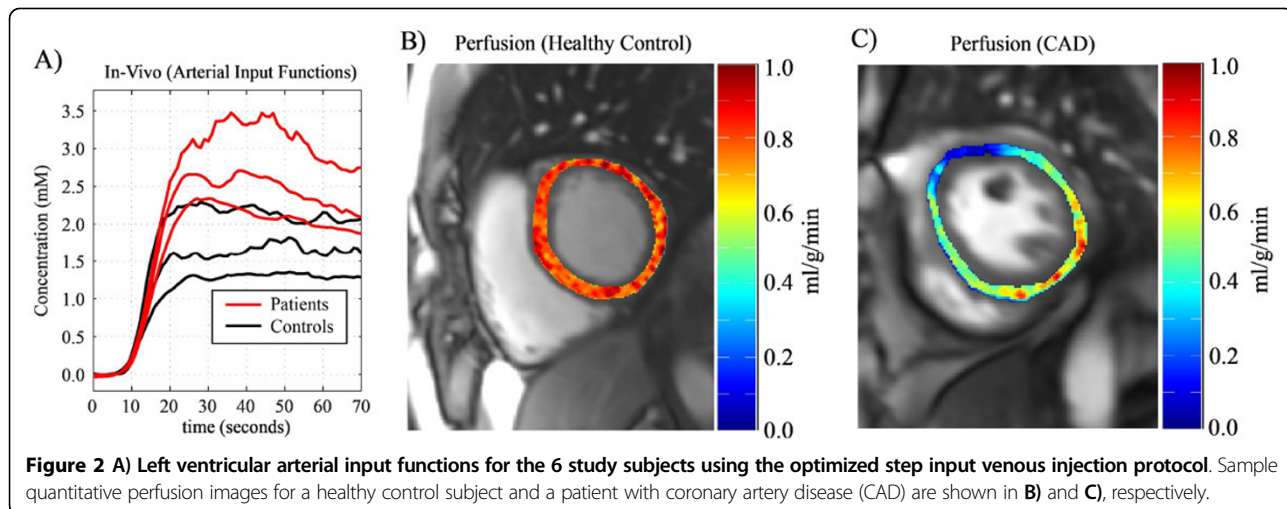 A)
In-Vivo (Arterial Input Functions)
Concentration (mM)
3.5
3.0
2.5
2.0
1.5
1.0
0.5
0.0
0 10 20 30 40 50 60 70
time (seconds)
Patients
Controls
B)
Perfusion (Healthy Control)
1.0
0.8
0.6
0.4
0.2
0.0
ml/g/min
C)
Perfusion (CAD)
1.0
0.8
0.6
0.4
0.2
0.0
ml/g/min
Figure 2 A) Left ventricular arterial input functions for the 6 study subjects using the optimized step input venous injection protocol. Sample
quantitative perfusion images for a healthy control subject and a patient with coronary artery disease (CAD) are shown in B) and C), respectively.